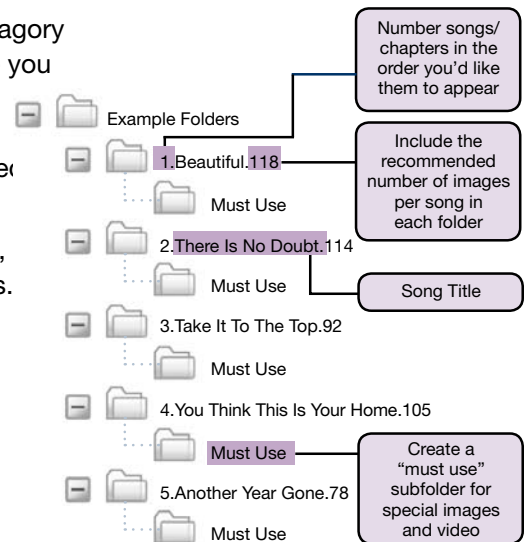 agory
you
,
s.
Example Folders
1.Beautiful.118
Must Use
2.There Is No Doubt.114
Must Use
3.Take It To The Top.92
Must Use
4.You Think This Is Your Home.105
Must Use
5.Another Year Gone.78
Must Use
Number songs/
chapters in the
order you’d like
them to appear
Include the
recommended
number of images
per song in
each folder
Song Title
Create a
“must use”
subfolder for
special images
and video